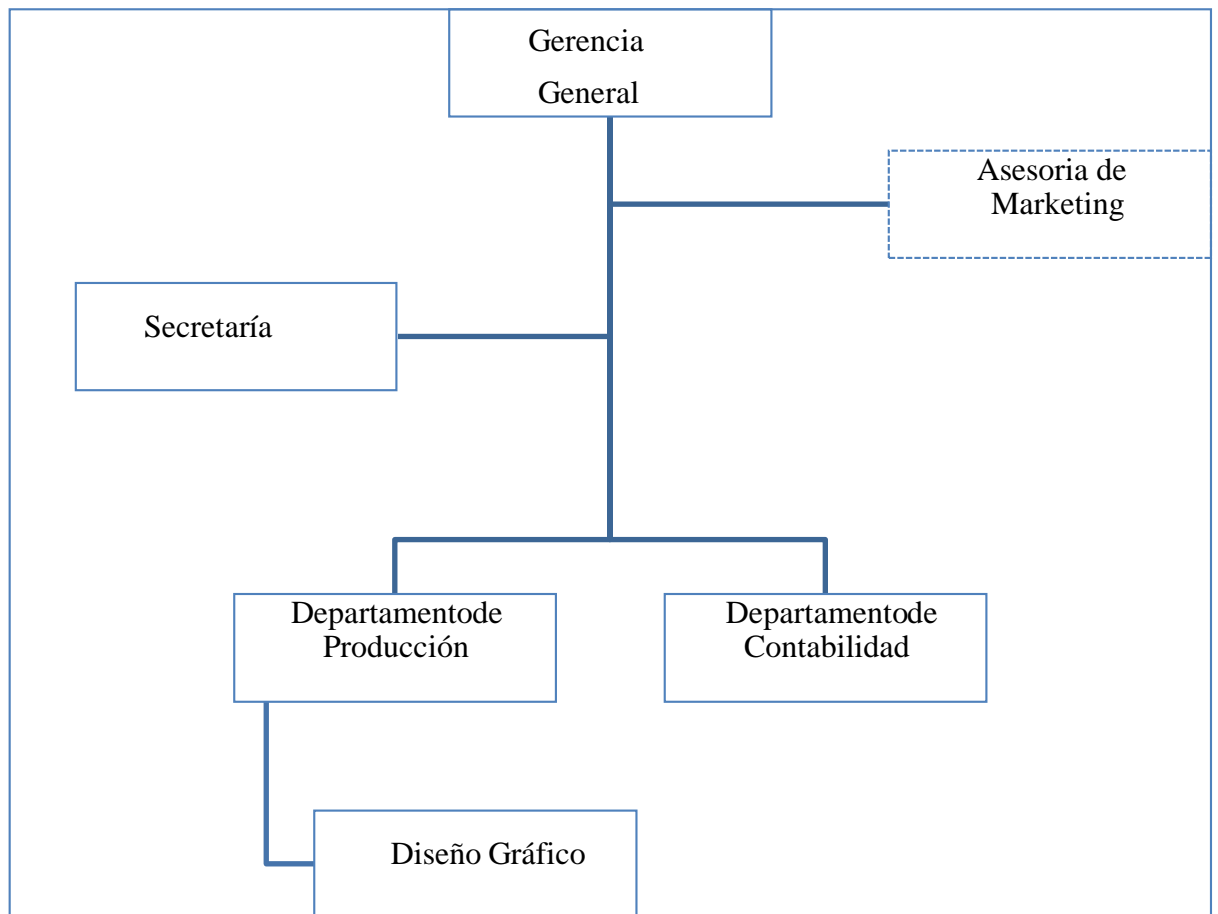 Gerencia
General
Asesoria de
Marketing
Secretaría
Departamentode
Producción
Departamentode
Contabilidad
Diseño Gráfico